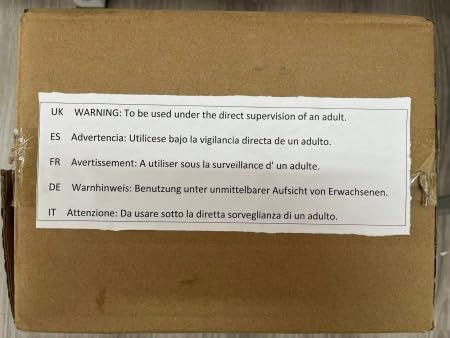 UK WARNING: To be used under the direct supervision of an adult.
ES Advertencia: Utilicese bajo la vigilancia directa de un adulto.
FR Avertissement: A utiliser sous la surveillance d' un adulte.
DE Warnhinweis: Benutzung unter unmittelbarer Aufsicht von Erwachsenen.
IT Attenzione: Da usare sotto la diretta sorveglianza di un adulto.